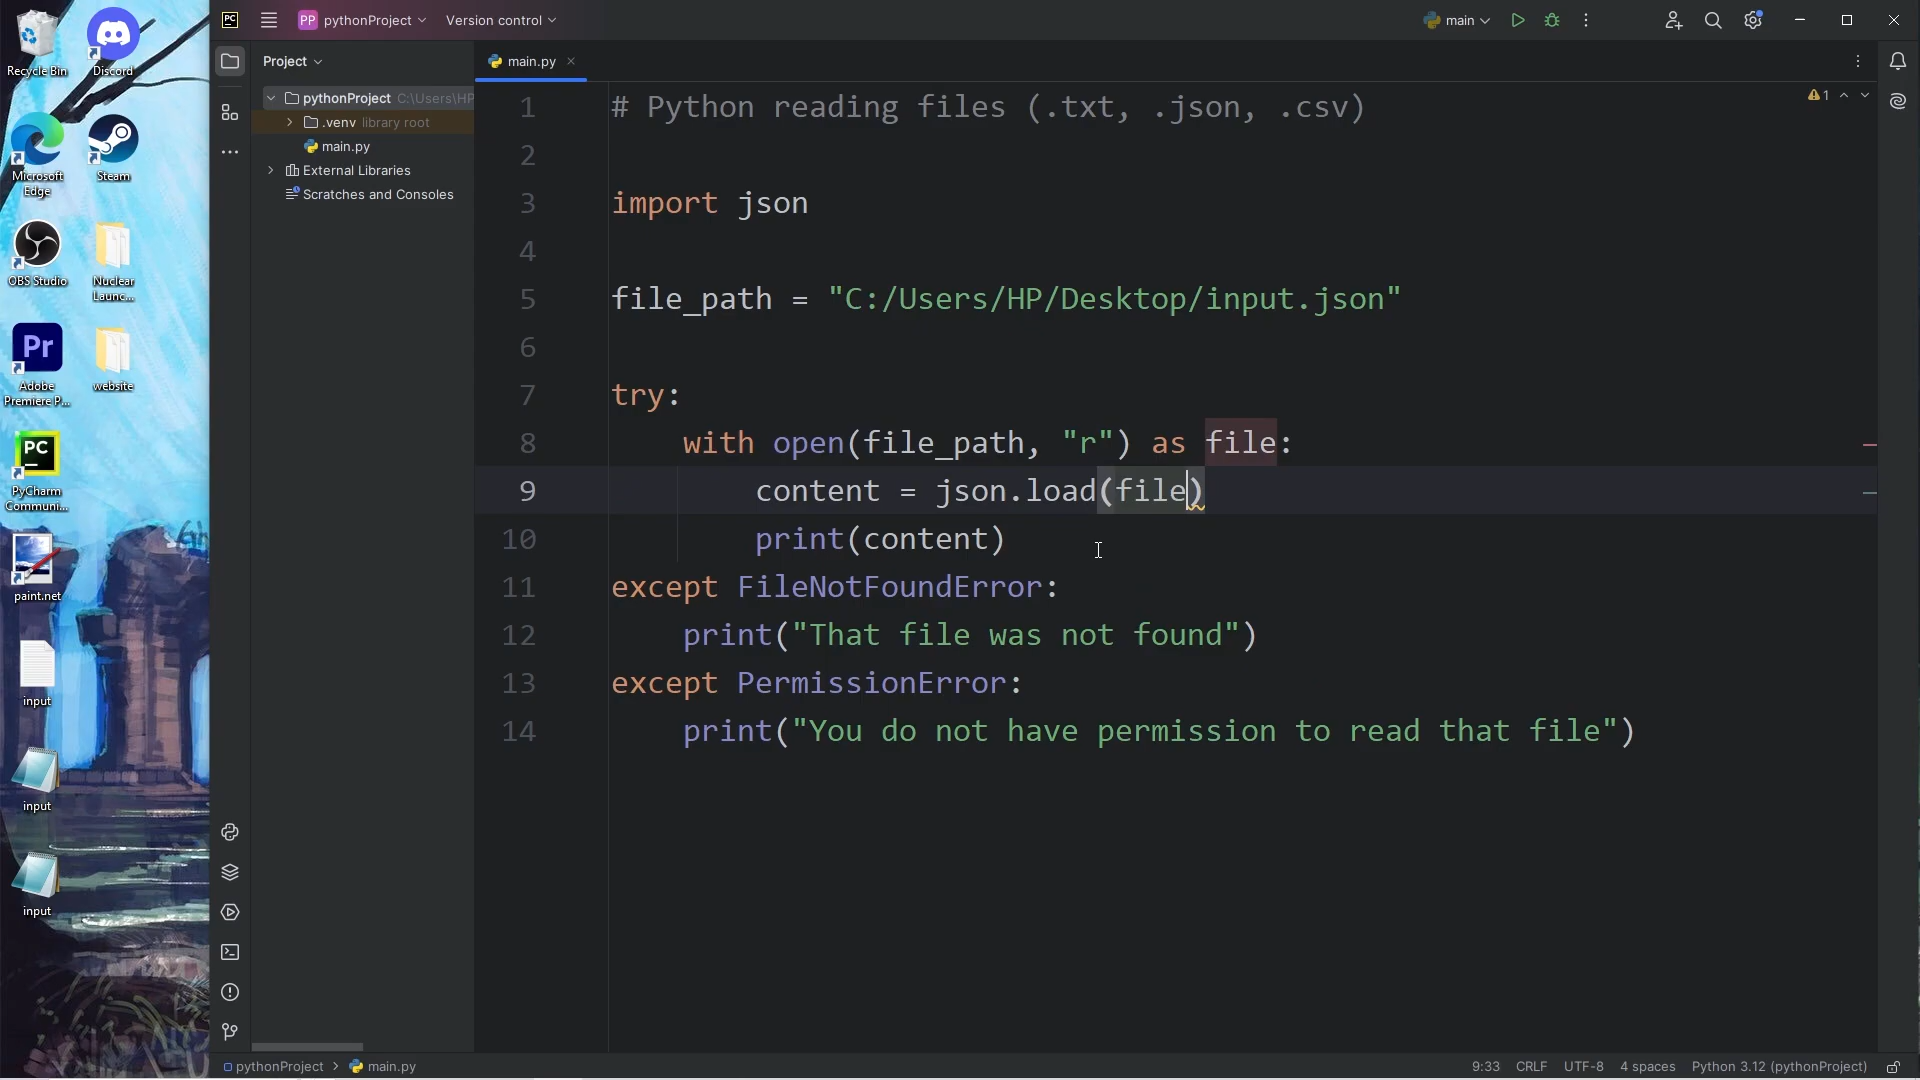 Recycle Bin
Discord
Microsoft
Edge
Steam
OBS Studio
Nuclear
Launc...
Pr
Adobe
Premiere P...
website
PC
PyCharm
Communi...
paint.net
input
input
input
PC
PP pythonProject
Version control
main
Project
pythonProject C:\Users\HP
.venv library root
main.py
External Libraries
Scratches and Consoles
main.py
1
1 # Python reading files (.txt, .json, .csv)
2
3 import json
4
5 file_path = "C:/Users/HP/Desktop/input.json"
6
7 try:
8 with open(file_path, "r") as file:
9 content = json.load(file)
10 print(content)
11 except FileNotFoundError:
12 print("That file was not found")
13 except PermissionError:
14 print("You do not have permission to read that file")
pythonProject > main.py
9:33 CRLF UTF-8 4 spaces Python 3.12 (pythonProject)